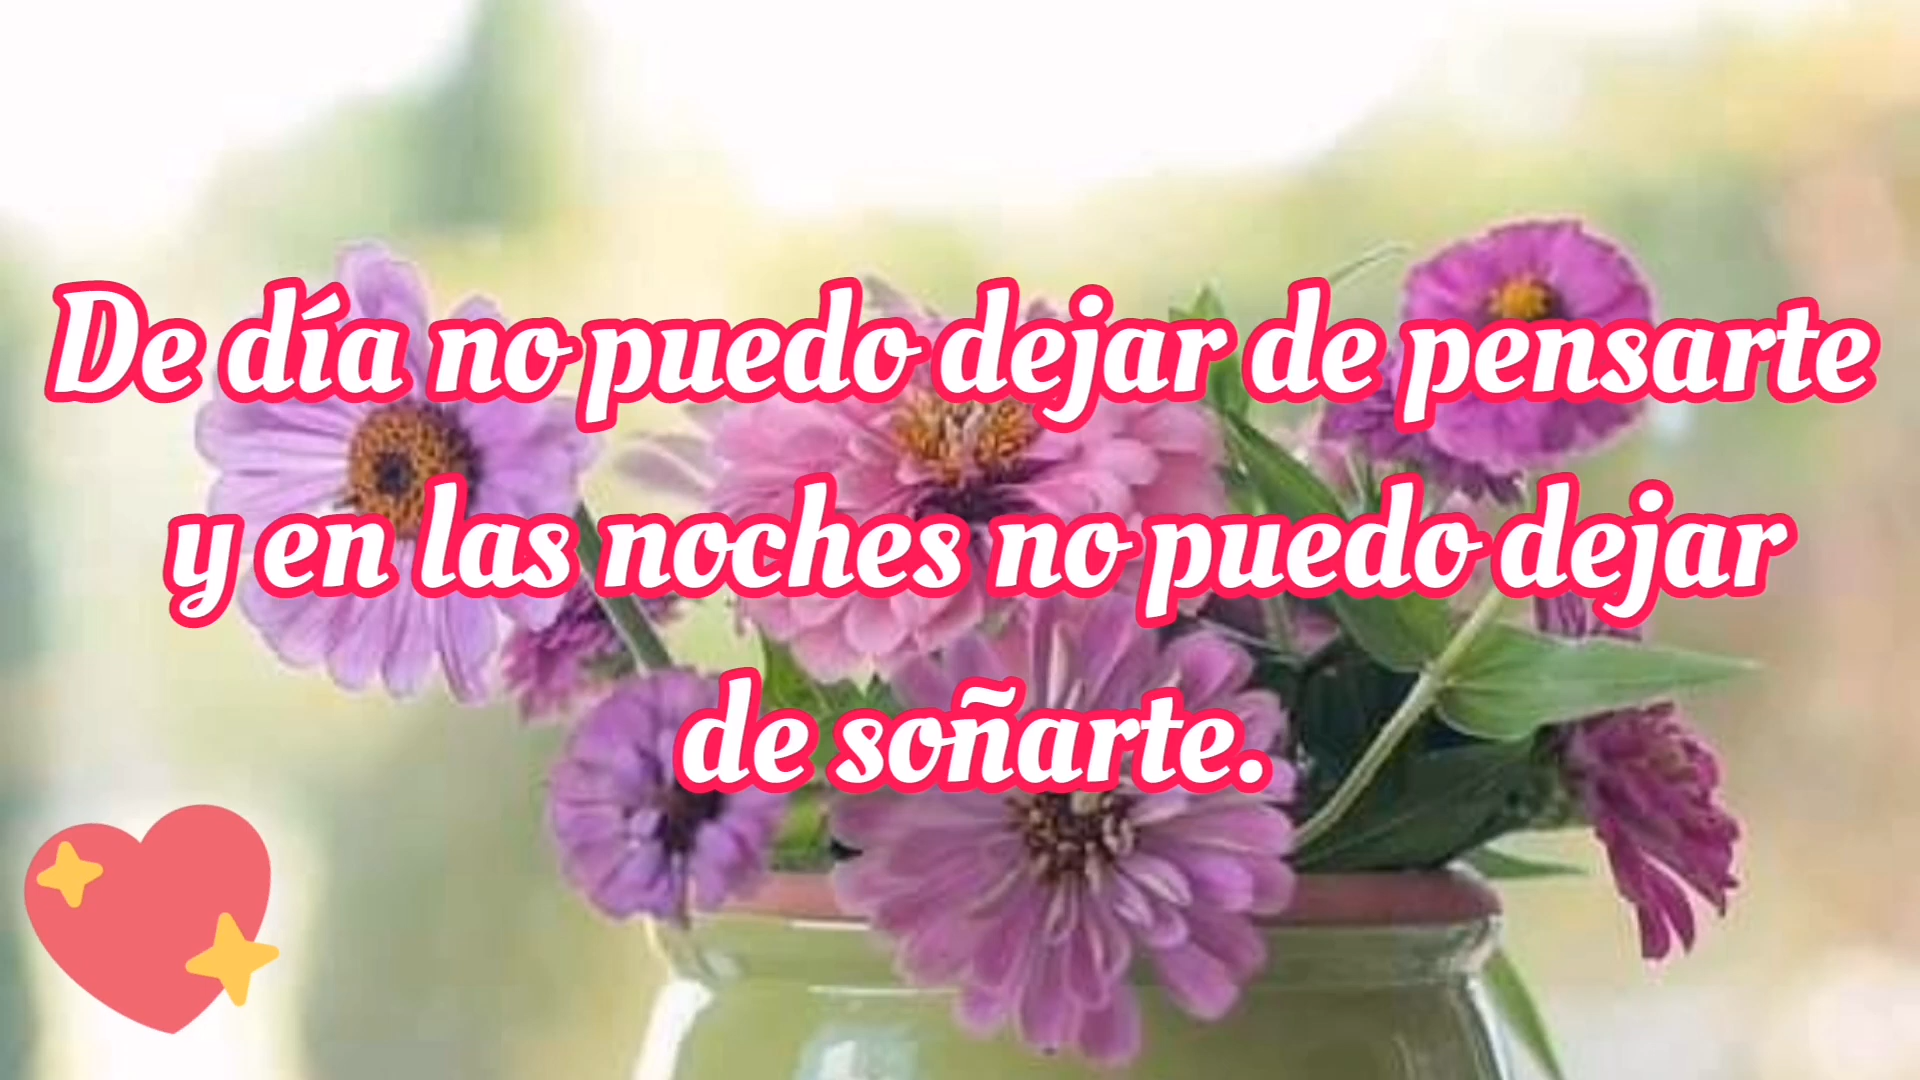 De día no puedo dejar de pensarte
y en las noches no puedo dejar
de soñarte.